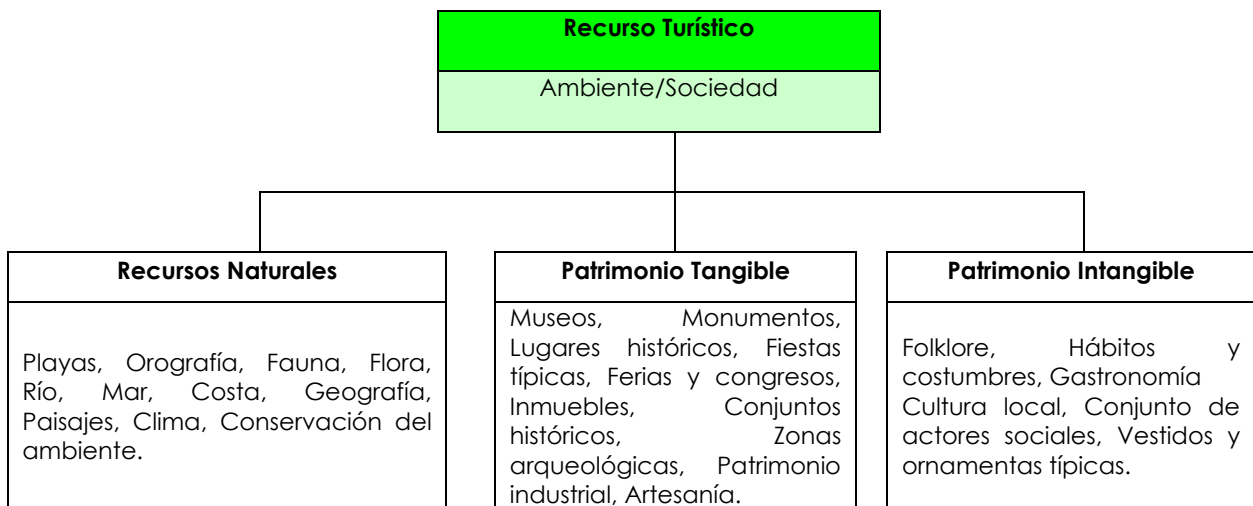 Recurso Turístico
Ambiente/Sociedad
Recursos Naturales
Playas, Orografía, Fauna, Flora,
Río, Mar, Costa, Geografía,
Paisajes, Clima, Conservación del
ambiente.
Patrimonio Tangible
Museos, Monumentos,
Lugares históricos, Fiestas
típicas, Ferias y congresos,
Inmuebles, Conjuntos
históricos, Zonas
arqueológicas, Patrimonio
industrial, Artesanía.
Patrimonio Intangible
Folklore, Hábitos y
costumbres, Gastronomía
Cultura local, Conjunto de
actores sociales, Vestidos y
ornamentas típicas.